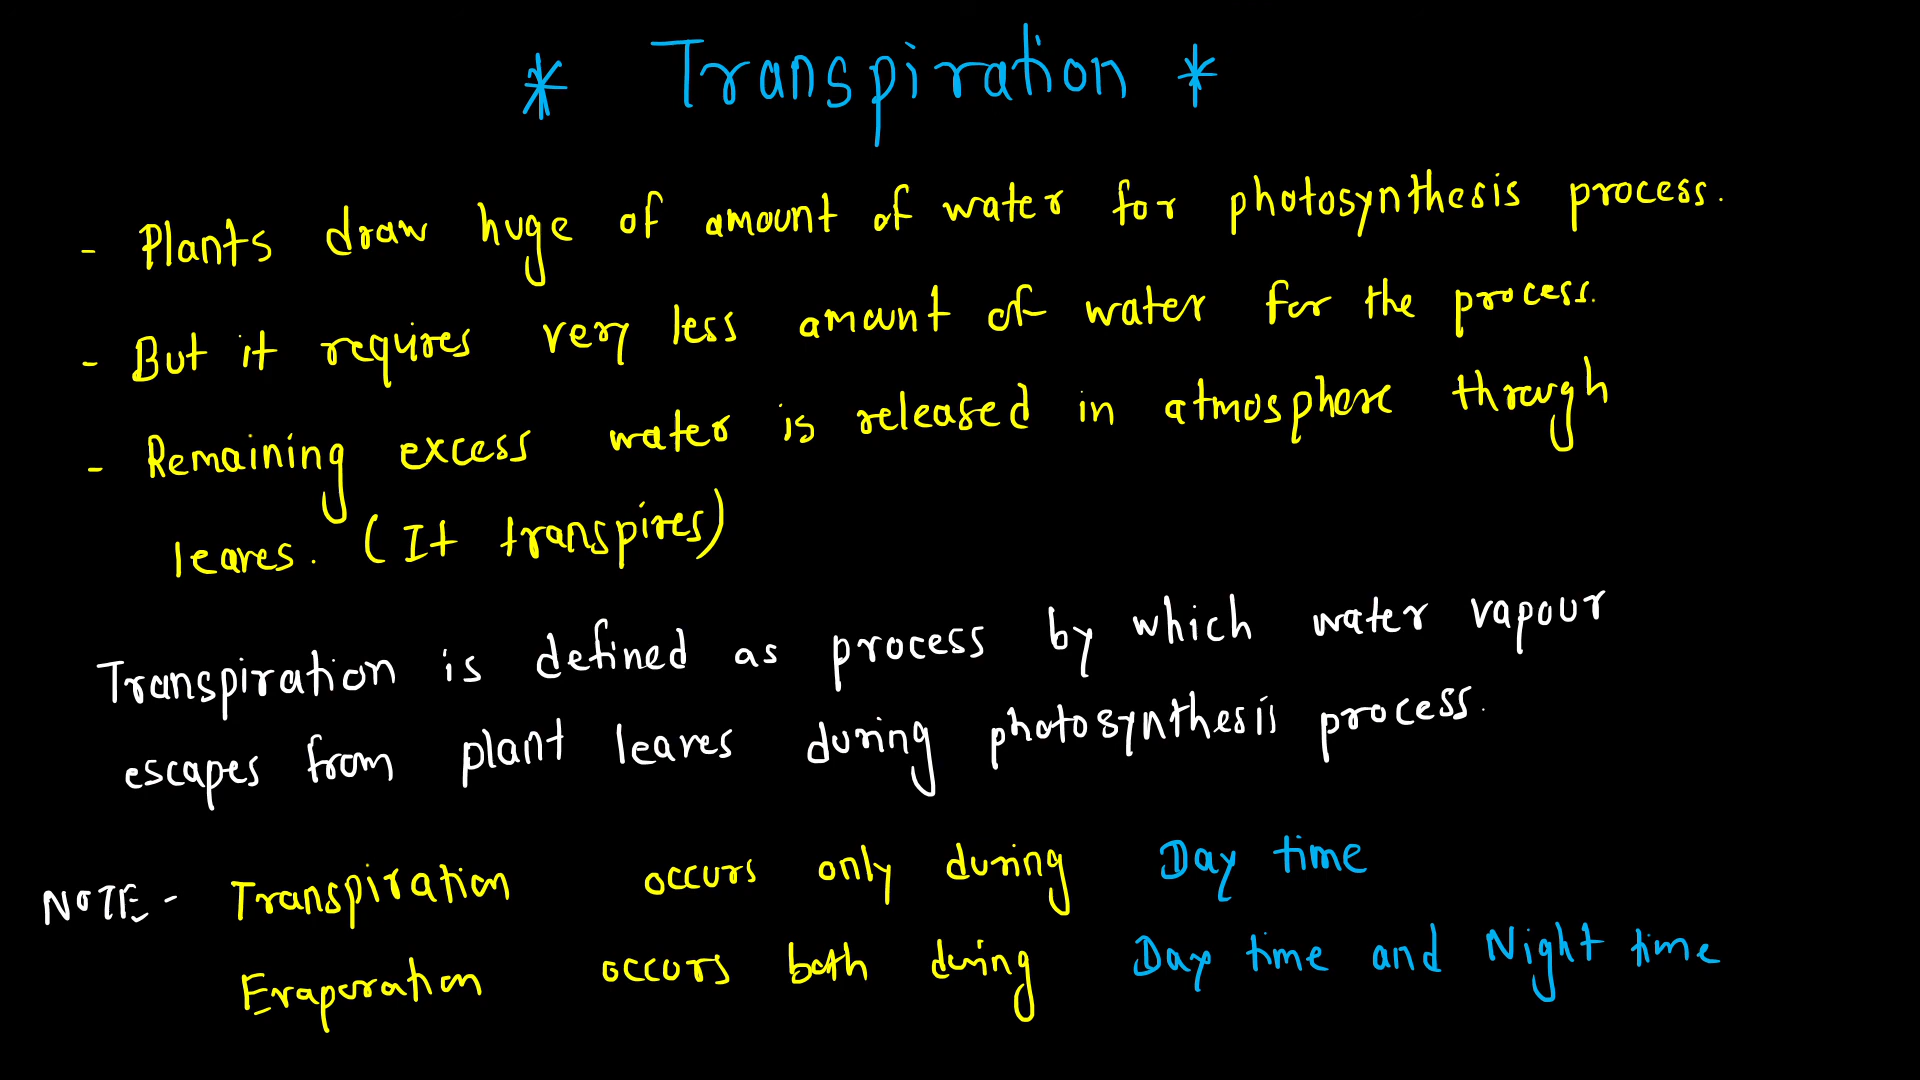 * Transpiration *
- Plants draw huge of amount of water for photosynthesis process.
- But it requires very less amount of water for the process.
- Remaining excess water is released in atmosphere through
leaves. (It transpires)
Transpiration is defined as process by which water vapour
escapes from plant leaves during photosynthesis process.
NOTE - Transpiration occurs only during Day time
Evaporation occurs both during Day time and Night time